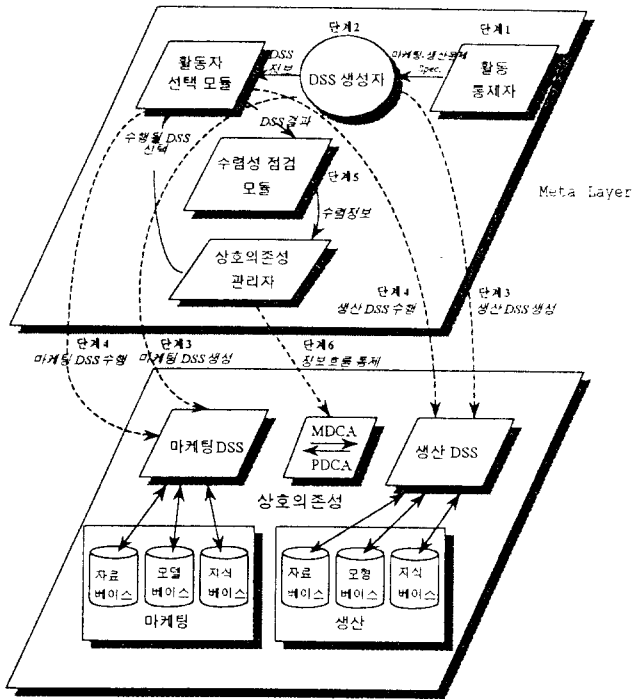 단계2
단계1
활동자
선택 모듈
DSS
정보
DSS 생성자
마케팅·생산문제
Spec.
활동
통제자
수행될 DSS
선택
DSS 결과
수렴성 점검
모듈
단계5
수렴정보
상호의존성
관리자
Meta Layer
단계4
마케팅 DSS 수행
단계3
마케팅 DSS 생성
단계6
정보흐름 통제
단계4
생산 DSS 수행
단계3
생산 DSS 생성
마케팅 DSS
MDCA
PDCA
생산 DSS
상호의존성
자료
베이스
모델
베이스
지식
베이스
마케팅
자료
베이스
모형
베이스
지식
베이스
생산